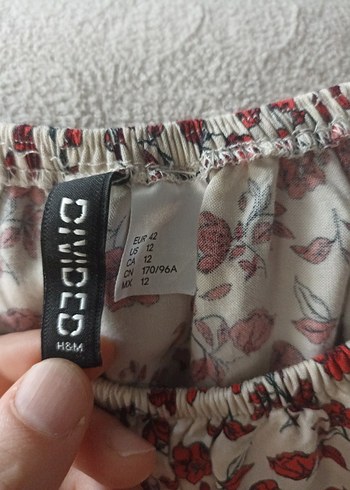 DIVIDED
H&M
EUR 42
US 12
CA 12
CN 170/96A
MX 12